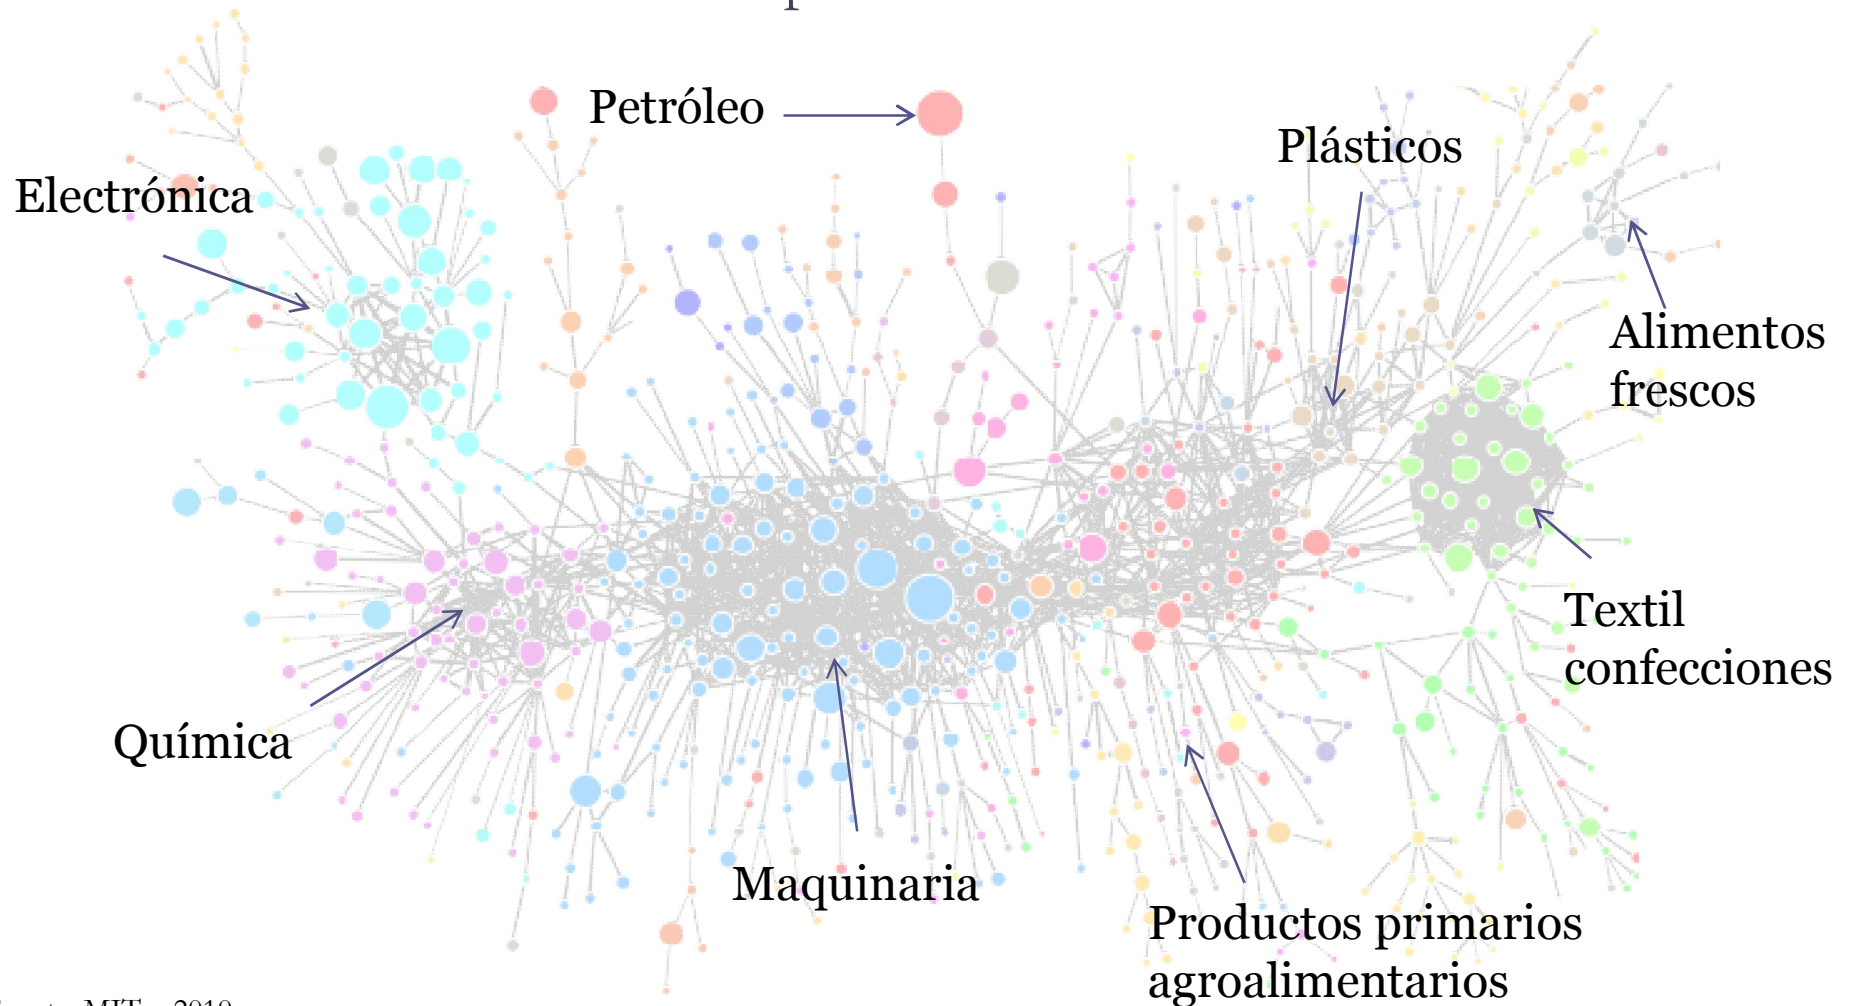 Petróleo
Plásticos
Electrónica
Alimentos
frescos
Textil
confecciones
Química
Maquinaria
Productos primarios
agroalimentarios